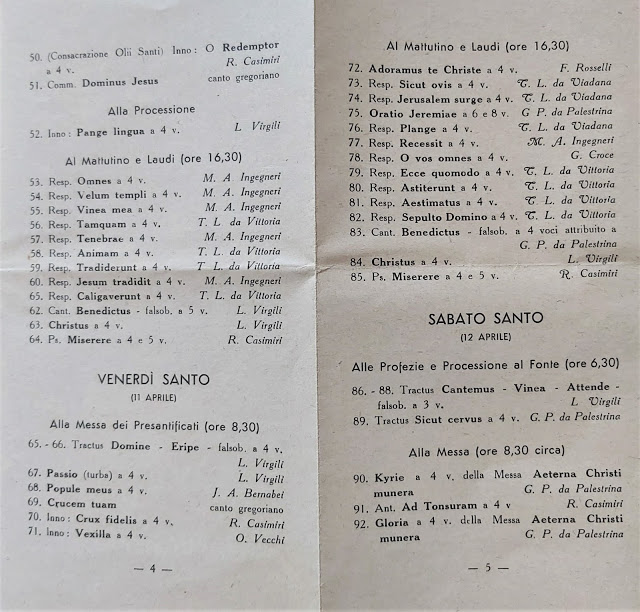 50. (Consacrazione Olii Santi) Inno: O Redemptor
a 4 v. R. Casimiri
51. Comm. Dominus Jesus canto gregoriano
Alla Processione
52. Inno: Pange lingua a 4 v. L. Virgili
Al Mattutino e Laudi (ore 16,30)
53. Resp. Omnes a 4 v. M. A. Ingegneri
54. Resp. Velum templi a 4 v. M. A. Ingegneri
55. Resp. Vinea mea a 4 v. M. A. Ingegneri
56. Resp. Tamquam a 4 v. T. L. da Vittoria
57. Resp. Tenebrae a 4 v. M. A. Ingegneri
58. Resp. Animam a 4 v. T. L. da Vittoria
59. Resp. Tradiderunt a 4 v. T. L. da Vittoria
60. Resp. Jesum tradidit a 4 v. M. A. Ingegneri
65. Resp. Caligaverunt a 4 v. T. L. da Vittoria
62. Cant. Benedictus - falsob. a 5 v. L. Virgili
63. Christus a 4 v. L. Virgili
64. Ps. Miserere a 4 e 5 v. R. Casimiri
VENERDÌ SANTO
(11 APRILE)
Alla Messa dei Presantificati (ore 8,30)
65. - 66. Tractus Domine - Eripe - falsob. a 4 v.
L. Virgili
67. Passio (turba) a 4 v. L. Virgili
68. Popule meus a 4 v. J. A. Bernabei
69. Crucem tuam canto gregoriano
70. Inno: Crux fidelis a 4 v. R. Casimiri
71. Inno: Vexilla a 4 v. O. Vecchi
— 4 —
Al Mattutino e Laudi (ore 16,30)
72. Adoramus te Christe a 4 v. F. Rosselli
73. Resp. Sicut ovis a 4 v. T. L. da Viadana
74. Resp. Jerusalem surge a 4 v. T. L. da Viadana
75. Oratio Jeremiae a 6 e 8 v. G P. da Palestrina
76. Resp. Plange a 4 v. T. L. da Viadana
77. Resp. Recessit a 4 v. M. A. Ingegneri
78. Resp. O vos omnes a 4 v. G. Croce
79. Resp. Ecce quomodo a 4 v. T. L. da Vittoria
80. Resp. Astiterunt a 4 v. T. L. da Vittoria
81. Resp. Aestimatus a 4 v. T. L. da Vittoria
82. Resp. Sepulto Domino a 4 v. T. L. da Vittoria
83. Cant. Benedictus - falsob. a 4 voci attribuito a
G. P. da Palestrina
84. Christus a 4 v. L. Virgili
85. Ps. Miserere a 4 e 5 v. R. Casimiri
SABATO SANTO
(12 APRILE)
Alle Profezie e Processione al Fonte (ore 6,30)
86. - 88. Tractus Cantemus - Vinea - Attende -
falsob. a 3 v. L Virgili
89. Tractus Sicut cervus a 4 v. G. P. da Palestrina
Alla Messa (ore 8,30 circa)
90. Kyrie a 4 v. della Messa Aeterna Christi
munera G. P. da Palestrina
91. Ant. Ad Tonsuram a 4 v R. Casimiri
92. Gloria a 4 v. della Messa Aeterna Christi
munera G. P. da Palestrina
— 5 —